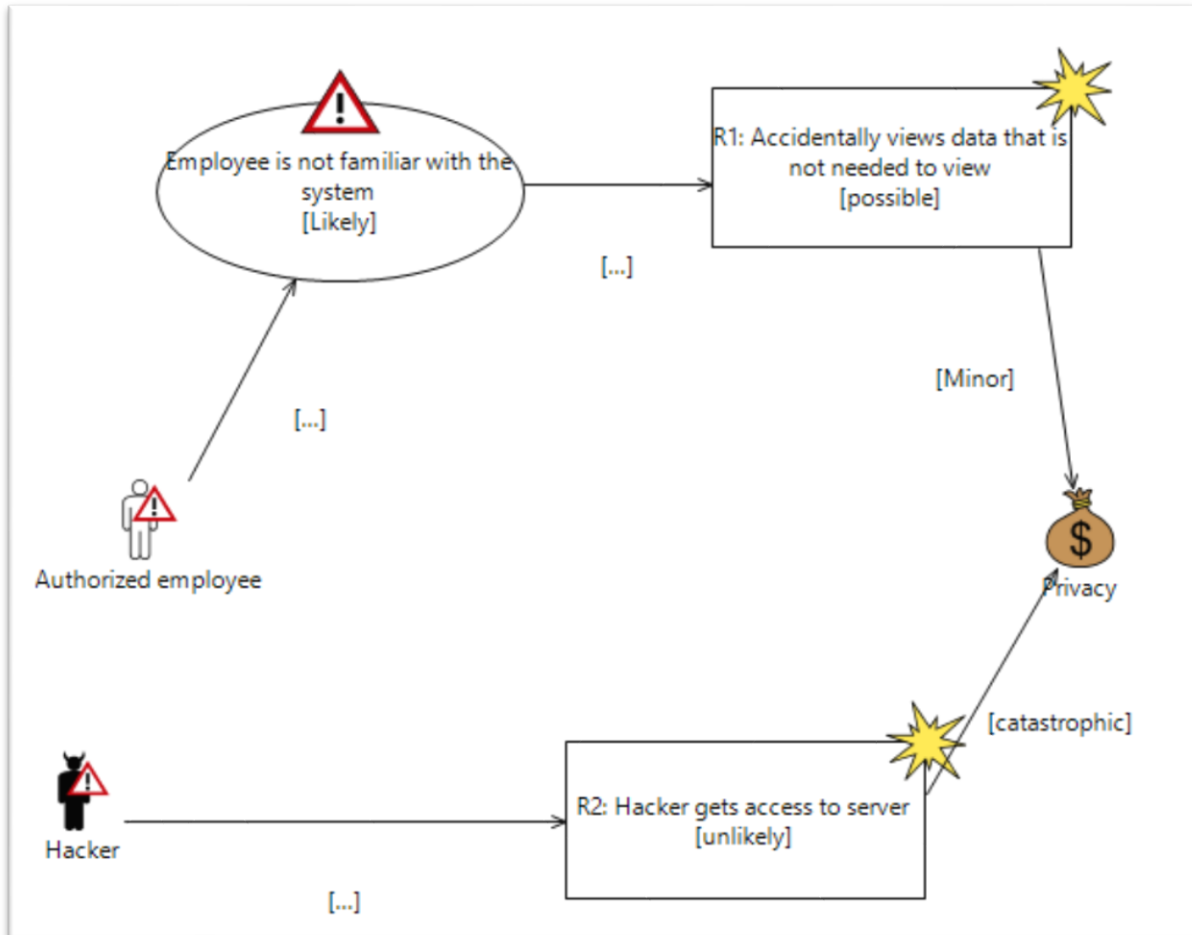 Employee is not familiar with the
system
[Likely]
R1: Accidentally views data that is
not needed to view
[possible]
[...]
[Minor]
[...]
Authorized employee
$
Privacy
[catastrophic]
R2: Hacker gets access to server
[unlikely]
Hacker
[...]